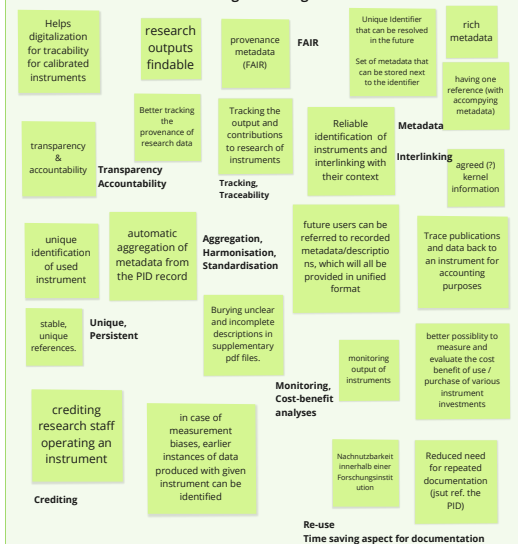 Helps
digitalization
for tracability
for calibrated
instruments
research
outputs
findable
provenance
metadata
(FAIR)
FAIR
Unique Identifier
that can be resolved
in the future
Set of metadata that
can be stored next
to the identifier
rich
metadata
having one
reference (with
accompying
metadata)
Better tracking
the
provenance of
research data
Tracking the
output and
contributions
to research of
instruments
Reliable
identification of
instruments and
interlinking with
their context
Metadata
Interlinking
agreed (?)
kernel
information
transparency
&
accountability
Transparency
Accountability
Tracking,
Traceability
unique
identification
of used
instrument
automatic
aggregation of
metadata from
the PID record
Aggregation,
Harmonisation,
Standardisation
future users can be
referred to recorded
metadata/descriptio
ns, which will all be
provided in unified
format
Trace publications
and data back to
an instrument for
accounting
purposes
stable,
unique
references.
Unique,
Persistent
Burying unclear
and incomplete
descriptions in
supplementary
pdf files.
monitoring
output of
instruments
better possiblity to
measure and
evaluate the cost
benefit of use /
purchase of various
instrument
investments
Monitoring,
Cost-benefit
analyses
crediting
research staff
operating an
instrument
Crediting
in case of
measurement
biases, earlier
instances of data
produced with given
instrument can be
identified
Nachnutzbarkeit
innerhalb einer
Forschungsinstit
ution
Reduced need
for repeated
documentation
(jsut ref. the
PID)
Re-use
Time saving aspect for documentation